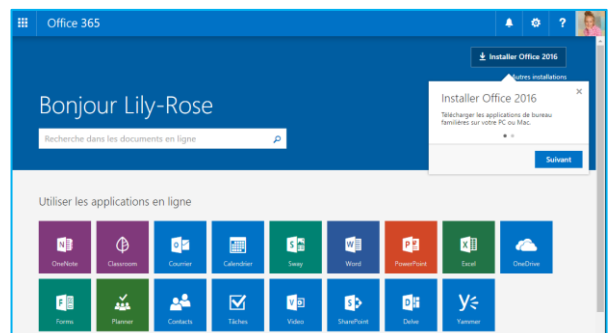 Office 365
?
Installer Office 2016
Autres installations
Bonjour Lily-Rose
Recherche dans les documents en ligne
Installer Office 2016
Télécharger les applications de bureau
familières sur votre PC ou Mac.
Suivant
Utiliser les applications en ligne
OneNote
Classroom
Courrier
Calendrier
Sway
Word
PowerPoint
Excel
OneDrive
Forms
Planner
Contacts
Tâches
Video
SharePoint
Delve
Yammer